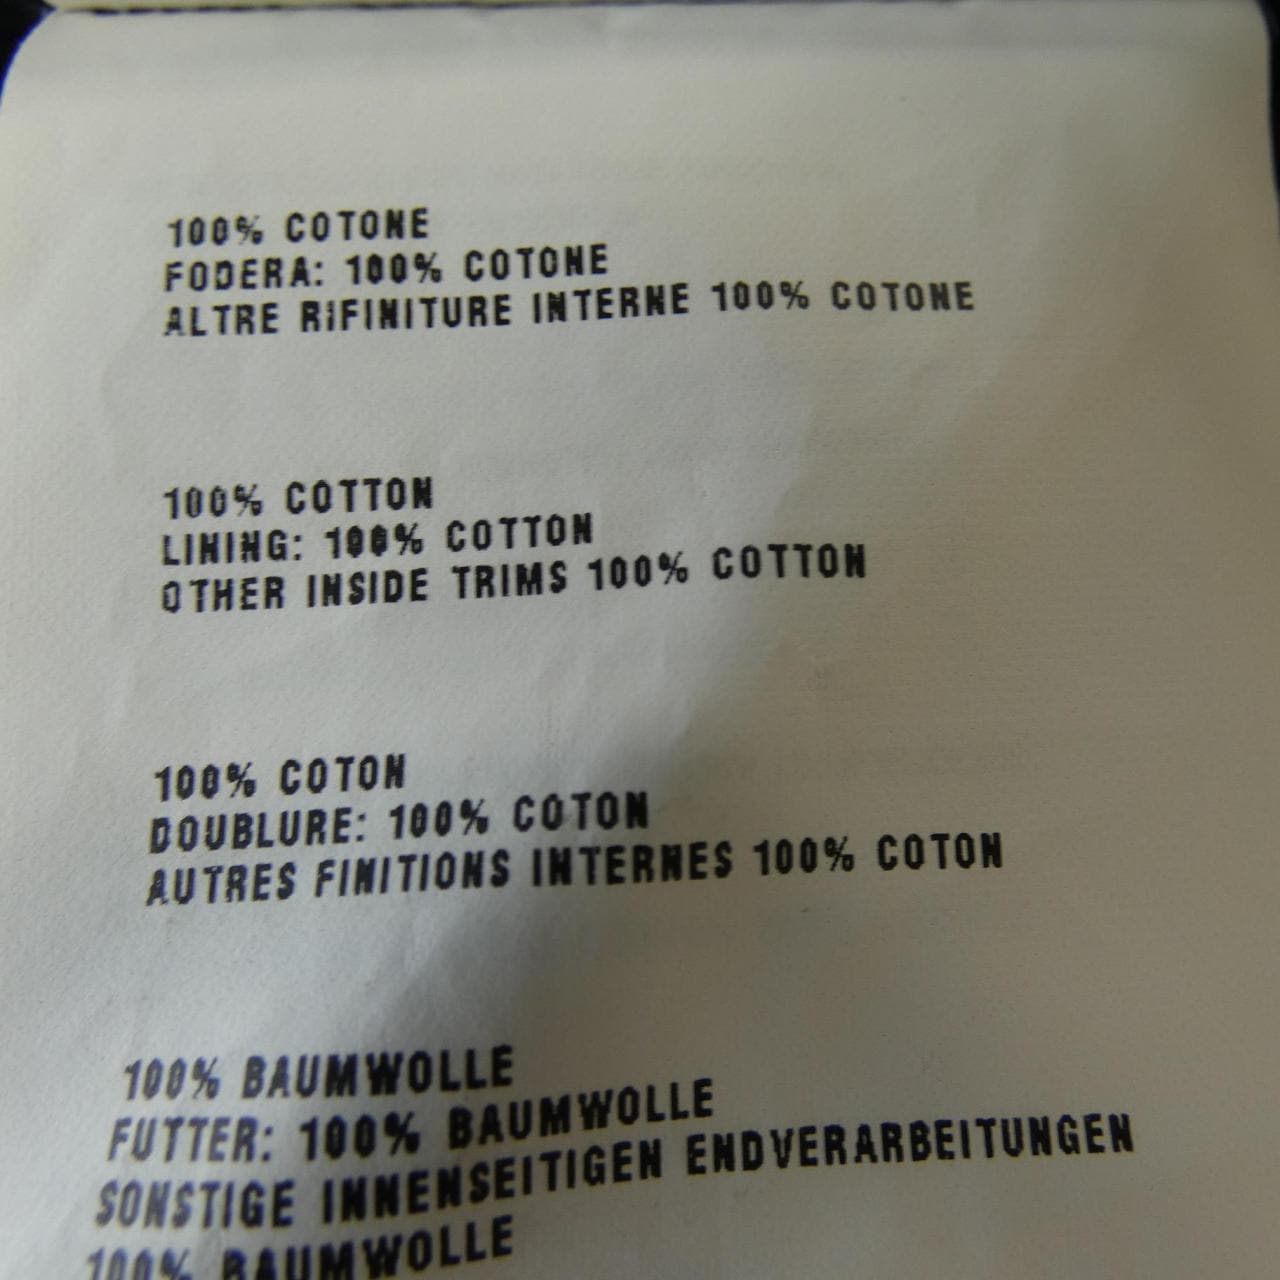 100% COTONE
FODERA: 100% COTONE
ALTRE RIFINITURE INTERNE 100% COTONE
100% COTTON
LINING: 100% COTTON
OTHER INSIDE TRIMS 100% COTTON
100% COTON
DOUBLURE: 100% COTON
AUTRES FINITIONS INTERNES 100% COTON
100% BAUMWOLLE
FUTTER: 100% BAUMWOLLE
SONSTIGE INNENSEITIGEN ENDVERARBEITUNGEN
100% BAUMWOLLE